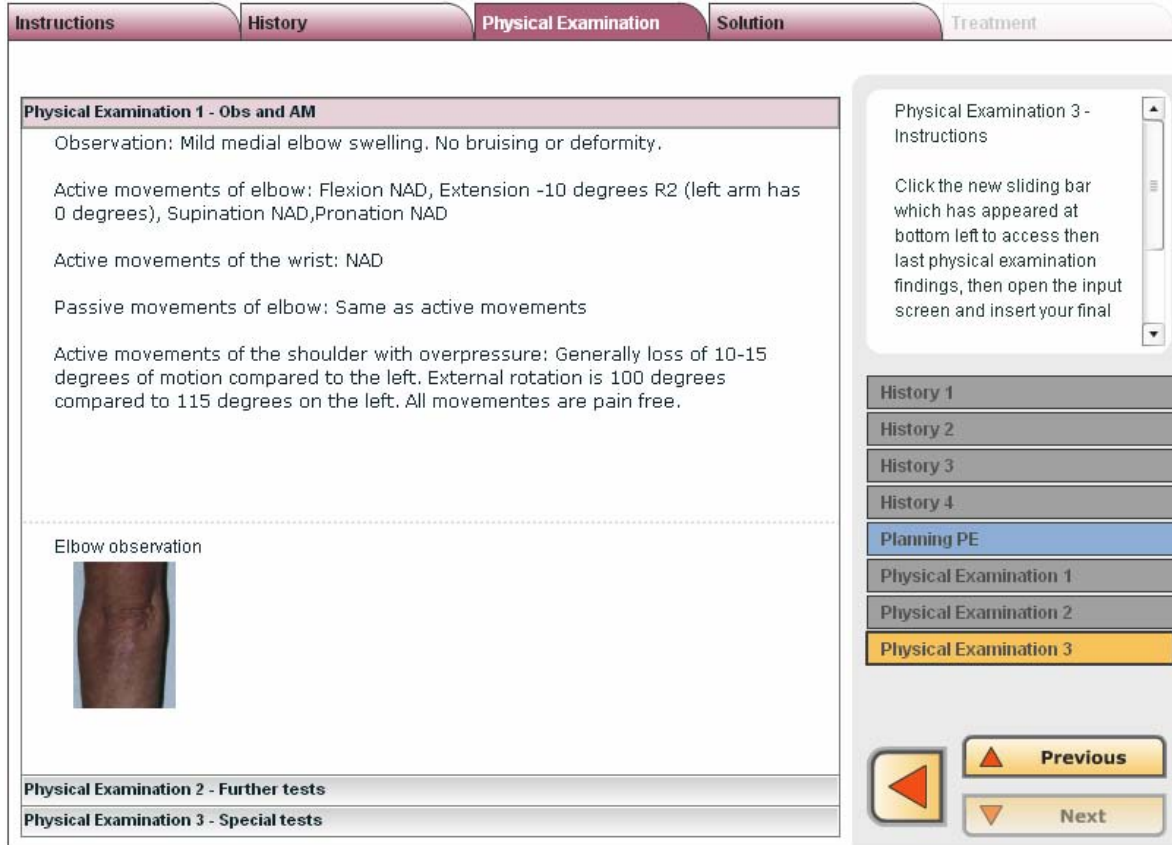 Instructions
History
Physical Examination
Solution
Treatment
Physical Examination 1 - Obs and AM
Observation: Mild medial elbow swelling. No bruising or deformity.
Active movements of elbow: Flexion NAD, Extension -10 degrees R2 (left arm has
0 degrees), Supination NAD,Pronation NAD
Active movements of the wrist: NAD
Passive movements of elbow: Same as active movements
Active movements of the shoulder with overpressure: Generally loss of 10-15
degrees of motion compared to the left. External rotation is 100 degrees
compared to 115 degrees on the left. All movementes are pain free.
Elbow observation
Physical Examination 2 - Further tests
Physical Examination 3 - Special tests
Physical Examination 3 -
Instructions
Click the new sliding bar
which has appeared at
bottom left to access then
last physical examination
findings, then open the input
screen and insert your final
History 1
History 2
History 3
History 4
Planning PE
Physical Examination 1
Physical Examination 2
Physical Examination 3
Previous
Next